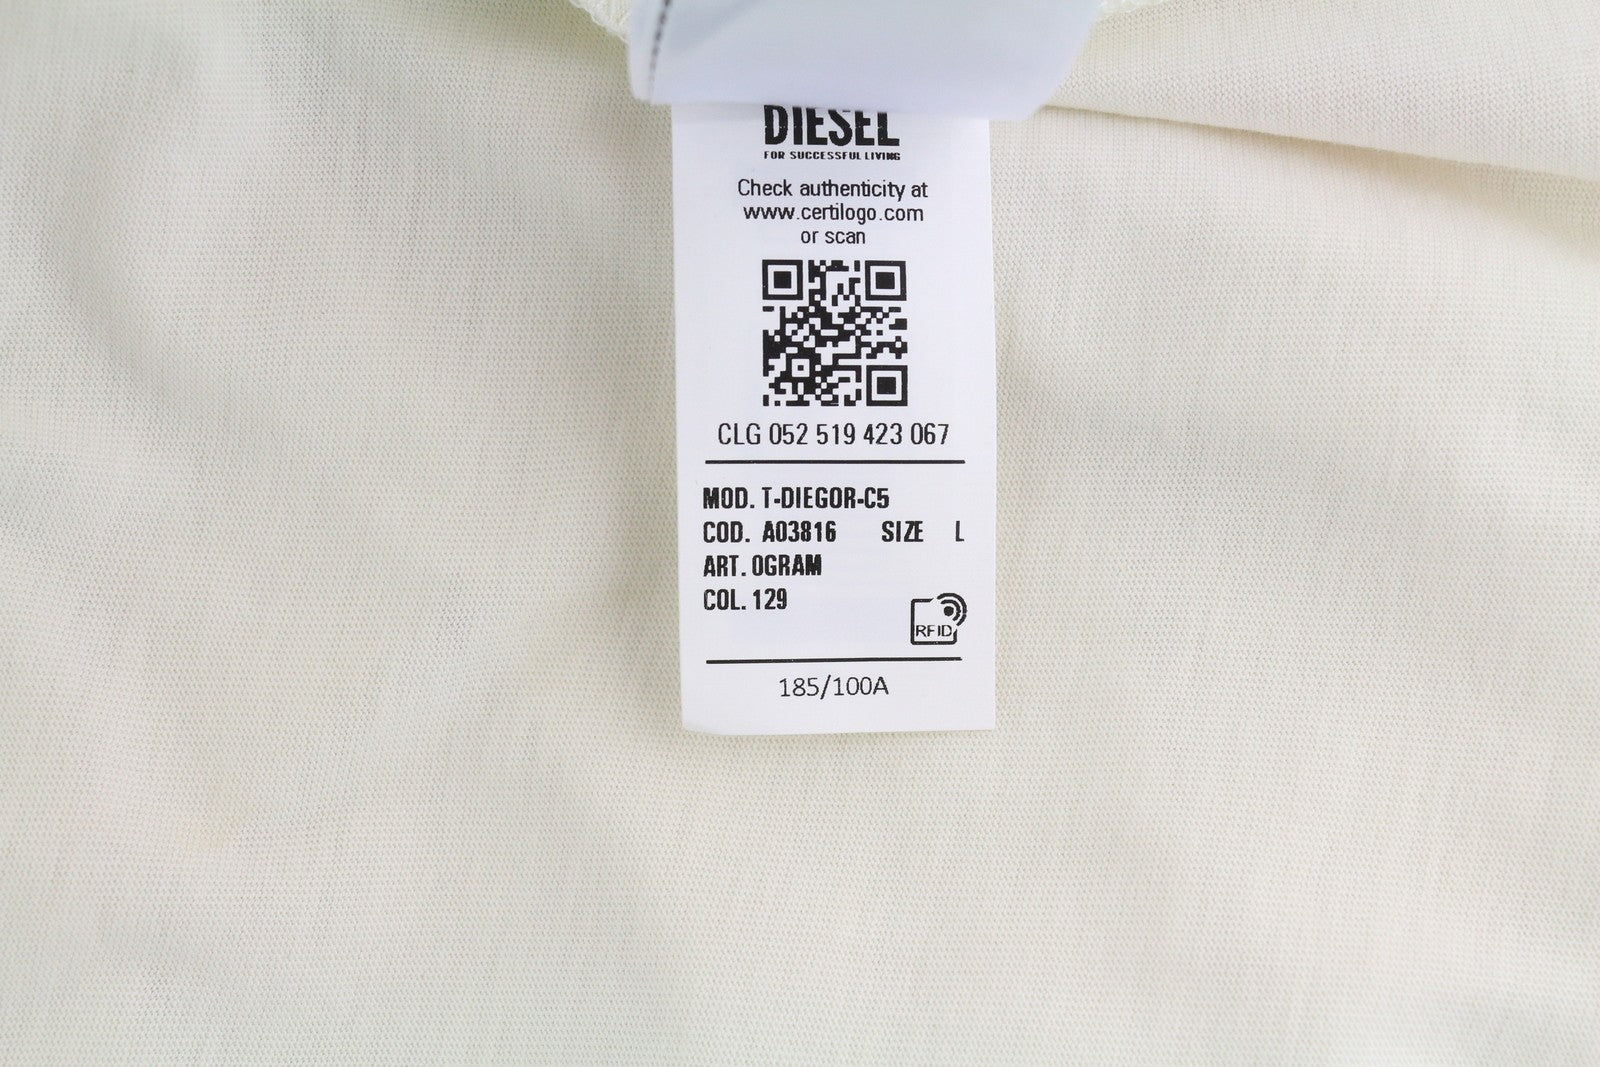 DIESEL
FOR SUCCESSFUL LIVING
Check authenticity at
www.certilogo.com
or scan
CLG 052 519 423 067
MOD. T-DIEGOR-C5
COD. A03816 SIZE L
ART. 0GRAM
COL. 129
RFID
185/100A